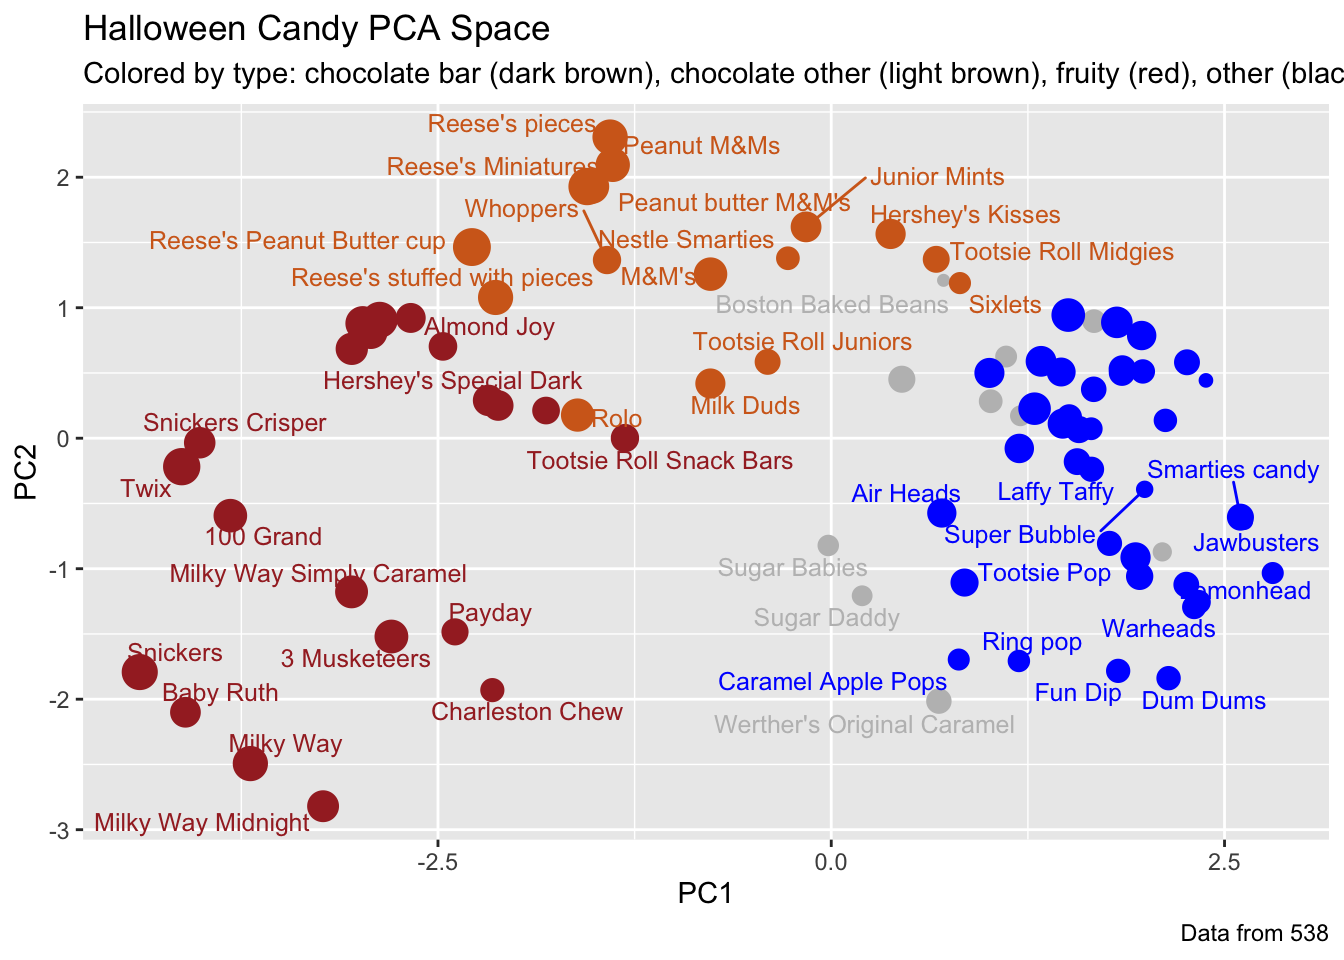 Halloween Candy PCA Space
Colored by type: chocolate bar (dark brown), chocolate other (light brown), fruity (red), other (blac
Reese's pieces
Peanut M&Ms
Reese's Miniatures
Junior Mints
Peanut butter M&M's
Whoppers
Hershey's Kisses
Reese's Peanut Butter cup
Nestle Smarties
Tootsie Roll Midgies
Reese's stuffed with pieces
M&M's
Boston Baked Beans
Sixlets
Almond Joy
Tootsie Roll Juniors
Hershey's Special Dark
Milk Duds
Snickers Crisper
Rolo
Tootsie Roll Snack Bars
Twix
Smarties candy
Air Heads
Laffy Taffy
100 Grand
Super Bubble
Jawbusters
Milky Way Simply Caramel
Sugar Babies
Tootsie Pop
Lemonhead
Payday
Sugar Daddy
Warheads
Snickers
3 Musketeers
Ring pop
Baby Ruth
Caramel Apple Pops
Fun Dip
Dum Dums
Charleston Chew
Werther's Original Caramel
Milky Way
Milky Way Midnight
2
1
0
-1
-2
-3
PC2
-2.5
0.0
2.5
PC1
Data from 538